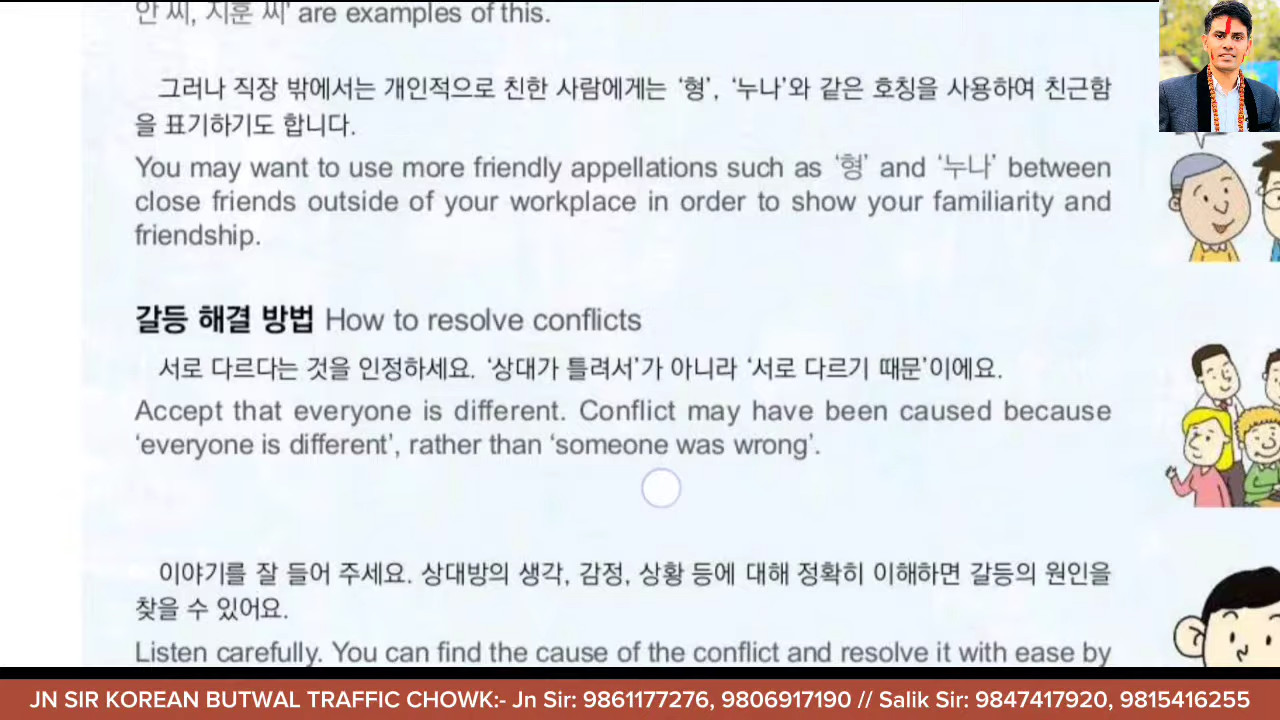 안 씨, 지훈 씨' are examples of this.
그러나 직장 밖에서는 개인적으로 친한 사람에게는 '형', '누나'와 같은 호칭을 사용하여 친근함
을 표기하기도 합니다.
You may want to use more friendly appellations such as '형' and '누나' between
close friends outside of your workplace in order to show your familiarity and
friendship.
갈등 해결 방법 How to resolve conflicts
서로 다르다는 것을 인정하세요. '상대가 틀려서'가 아니라 '서로 다르기 때문'이에요.
Accept that everyone is different. Conflict may have been caused because
'everyone is different', rather than 'someone was wrong'.
이야기를 잘 들어 주세요. 상대방의 생각, 감정, 상황 등에 대해 정확히 이해하면 갈등의 원인을
찾을 수 있어요.
Listen carefully. You can find the cause of the conflict and resolve it with ease by
JN SIR KOREAN BUTWAL TRAFFIC CHOWK:- Jn Sir: 9861177276, 9806917190 // Salik Sir: 9847417920, 9815416255